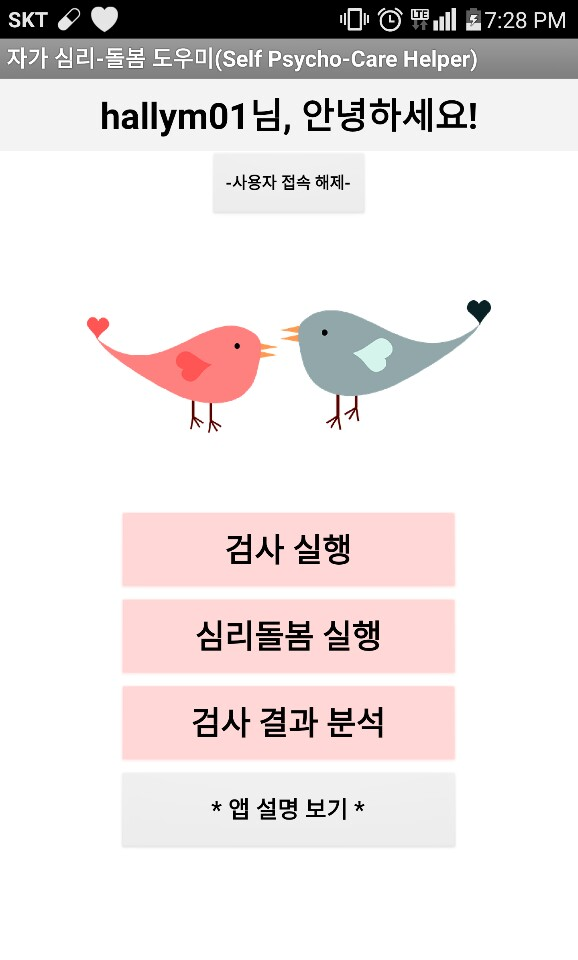 SKT 7:28 PM
LTE
자가 심리-돌봄 도우미(Self Psycho-Care Helper)
hallym01님, 안녕하세요!
-사용자 접속 해제-
검사 실행
심리돌봄 실행
검사 결과 분석
* 앱 설명 보기 *